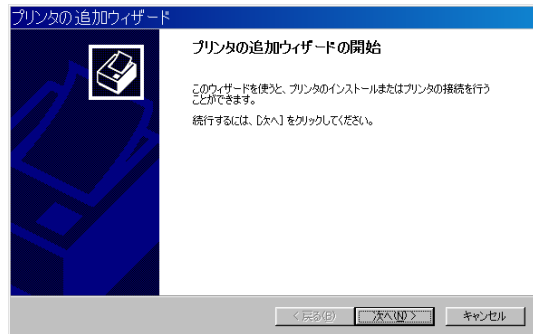 プリンタの追加ウィザード
プリンタの追加ウィザードの開始
このウィザードを使うと、プリンタのインストールまたはプリンタの接続を行う
ことができます。
続行するには、[次へ] をクリックしてください。
< 戻る(B) 次へ(N) > キャンセル